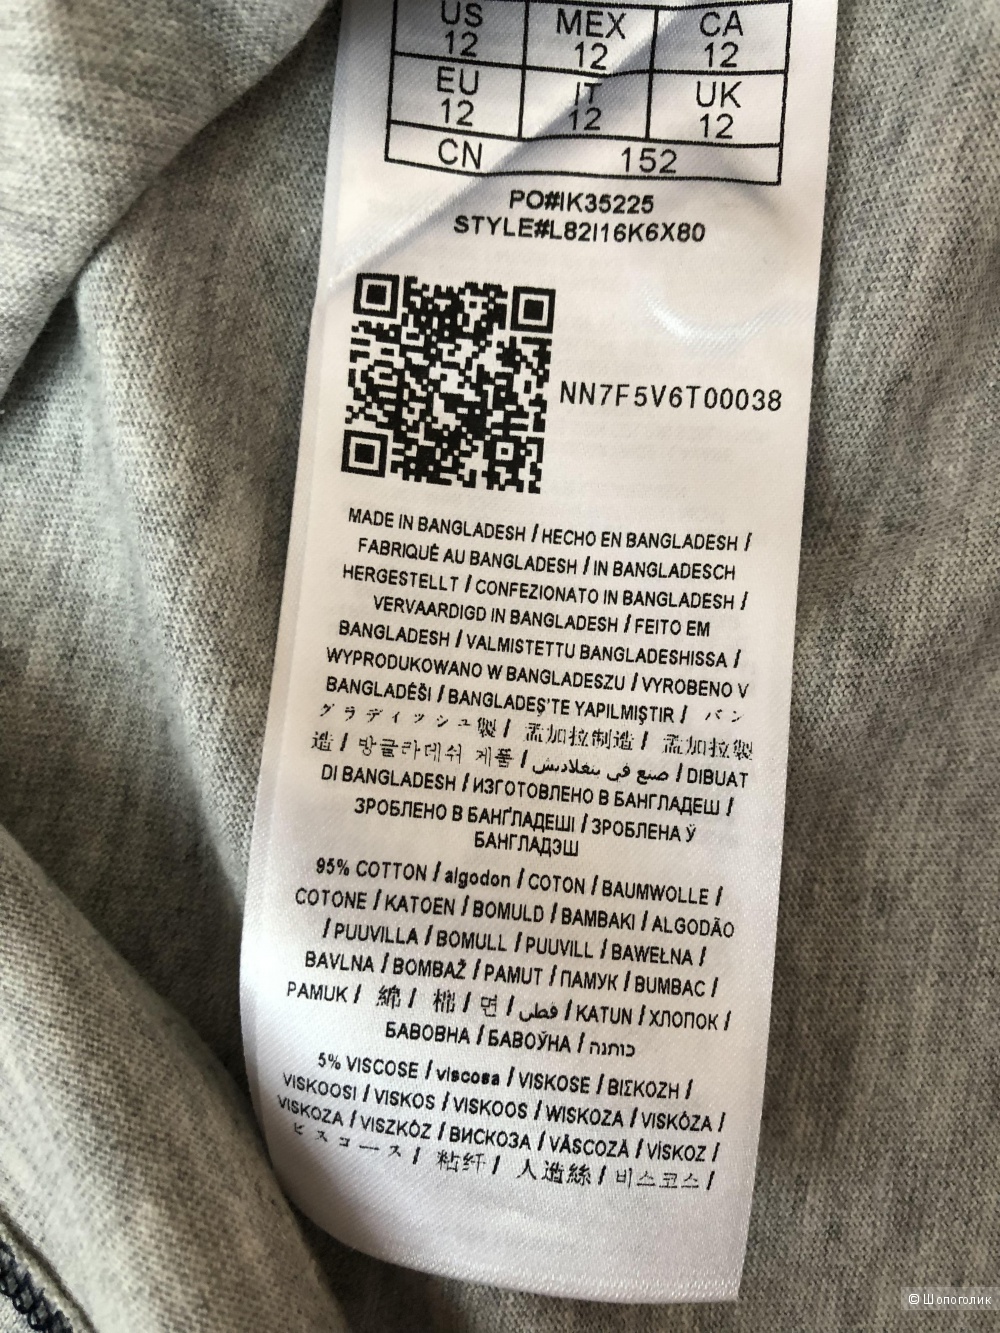 US MEX CA
12 12 12
EU IT UK
12 12 12
CN 152
PO#IK35225
STYLE#L82I16K6X80
NN7F5V6T00038
MADE IN BANGLADESH / HECHO EN BANGLADESH /
FABRIQUÉ AU BANGLADESH / IN BANGLADESCH
HERGESTELLT / CONFEZIONATO IN BANGLADESH /
VERVAARDIGD IN BANGLADESH / FEITO EM
BANGLADESH / VALMISTETTU BANGLADESHISSA /
WYPRODUKOWANO W BANGLADESZU / VYROBENO V
BANGLADÉŠI / BANGLADEŞ'TE YAPILMIŞTIR / バン
グラディッシュ製 / 孟加拉制造 / 孟加拉製
造 / 방글라데쉬 제품 / صنع في بنغلاديش / DIBUAT
DI BANGLADESH / ИЗГОТОВЛЕНО В БАНГЛАДЕШ /
ЗРОБЛЕНО В БАНҐЛАДЕШІ / ЗРОБЛЕНА Ў
БАНГЛАДЭШ
95% COTTON / algodon / COTON / BAUMWOLLE /
COTONE / KATOEN / BOMULD / BAMBAKI / ALGODÃO
/ PUUVILLA / BOMULL / PUUVILL / BAWEŁNA /
BAVLNA / BOMBAŽ / PAMUT / ПАМУК / BUMBAC /
PAMUK / 綿 / 棉 / 면 / قطن / KATUN / ХЛОПОК /
БАВОВНА / БАВОЎНА / כותנה
5% VISCOSE / viscosa / VISKOSE / ΒΙΣΚΟΖΗ /
VISKOOSI / VISKOS / VISKOOS / WISKOZA / VISKÓZA /
VISKOZA / VISZKÓZ / ВИСКОЗА / VÂSCOZĂ / VİSKOZ /
ビスコース / 粘纤 / 人造絲 / 비스코스 /
© Шопоголик